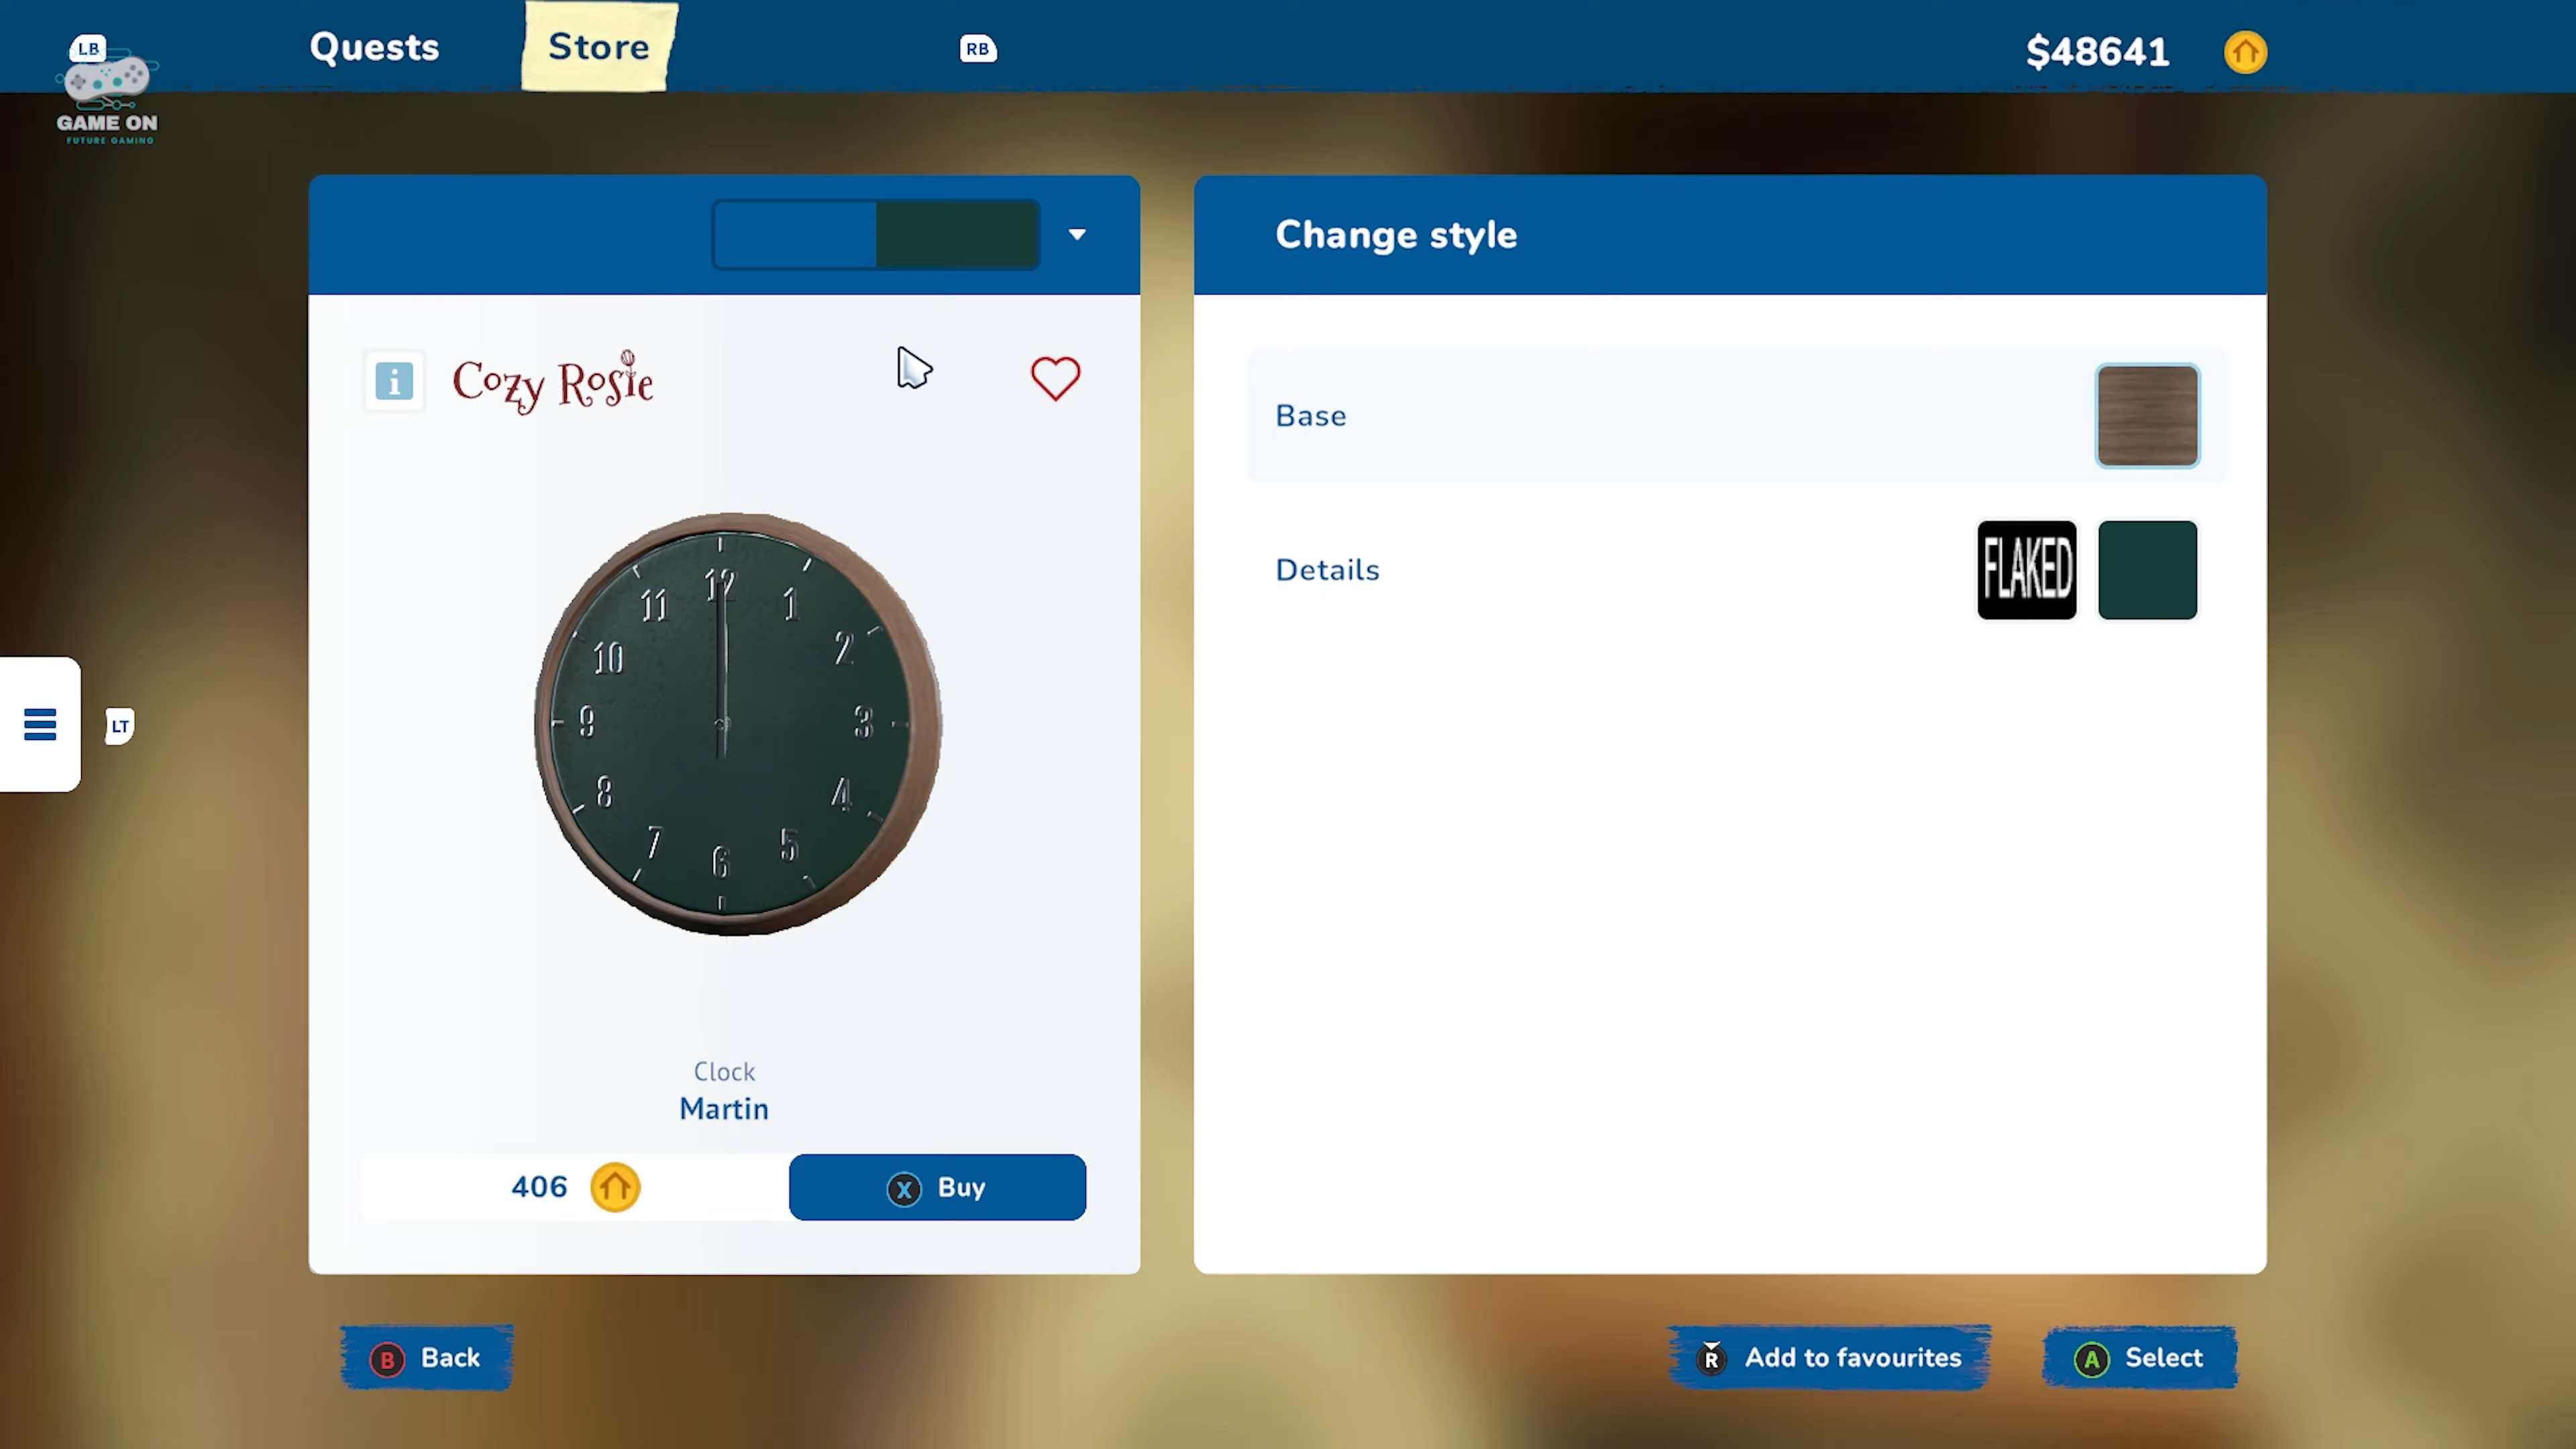 LB
Quests
Store
RB
$48641
GAME ON
FUTURE GAMING
Change style
i
Cozy Rosie
Base
Details
FLAKED
12
11
1
10
2
9
3
8
4
7
5
6
LT
Clock
Martin
406
X Buy
B Back
R Add to favourites
A Select